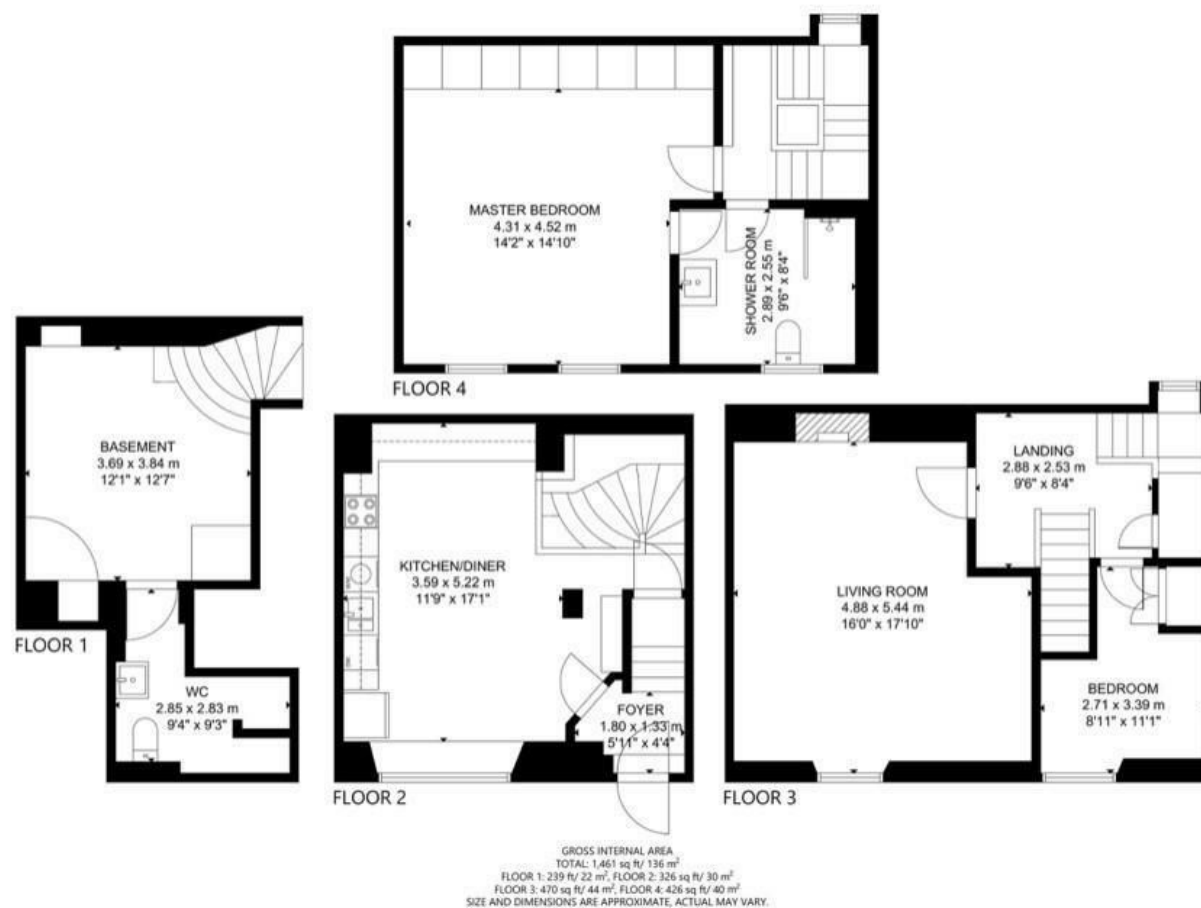 MASTER BEDROOM
4.31 x 4.52 m
14'2" x 14'10"
SHOWER ROOM
2.89 x 2.55 m
9'6" x 8'4"
FLOOR 4
BASEMENT
3.69 x 3.84 m
12'1" x 12'7"
FLOOR 1
WC
2.85 x 2.83 m
9'4" x 9'3"
KITCHEN/DINER
3.59 x 5.22 m
11'9" x 17'1"
FOYER
1.80 x 1.33 m
5'11" x 4'4"
FLOOR 2
LANDING
2.88 x 2.53 m
9'6" x 8'4"
LIVING ROOM
4.88 x 5.44 m
16'0" x 17'10"
BEDROOM
2.71 x 3.39 m
8'11" x 11'1"
FLOOR 3
GROSS INTERNAL AREA
TOTAL: 1,461 sq ft/ 136 m²
FLOOR 1: 239 ft/ 22 m², FLOOR 2: 326 sq ft/ 30 m²
FLOOR 3: 470 sq ft/ 44 m², FLOOR 4: 426 sq ft/ 40 m²
SIZE AND DIMENSIONS ARE APPROXIMATE, ACTUAL MAY VARY.